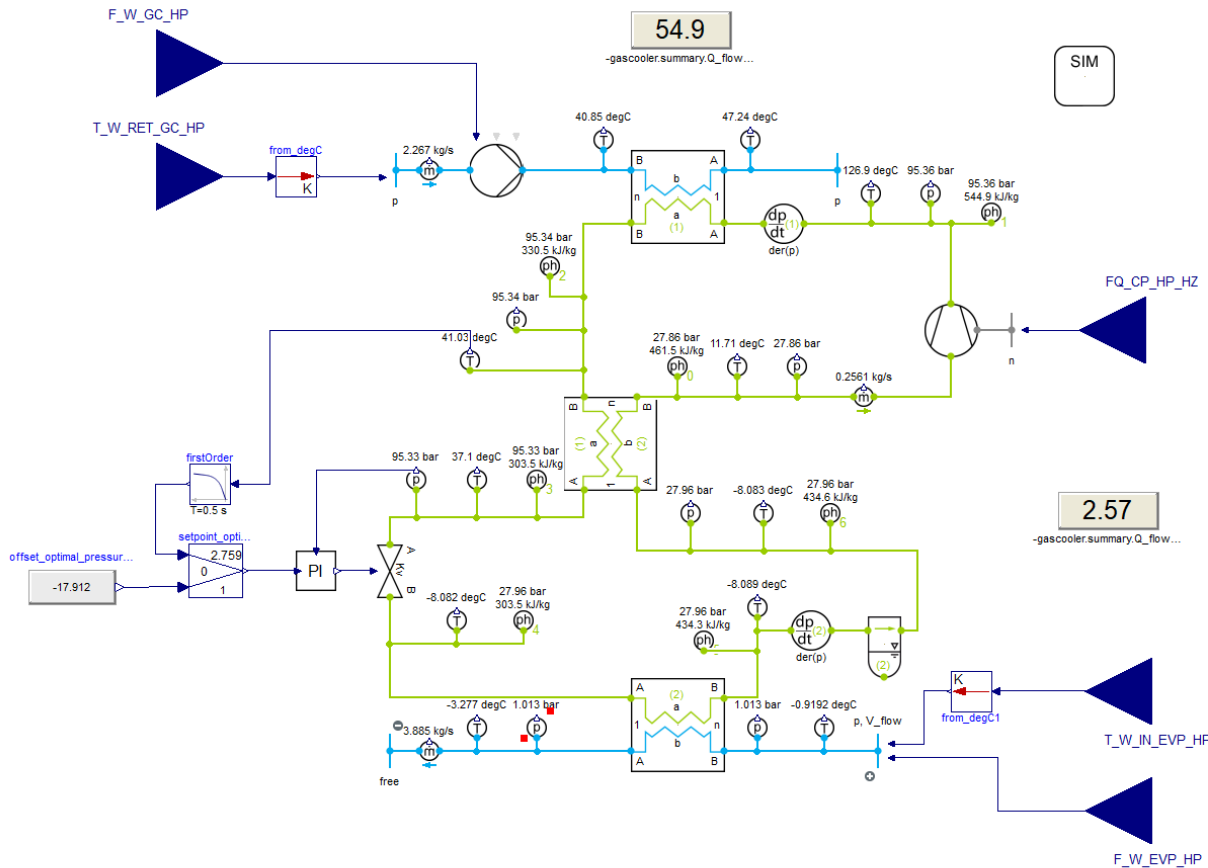 F_W_GC_HP
54.9
-gascooler.summary.Q_flow...
SIM
T_W_RET_GC_HP
from_degC
K
2.267 kg/s
ṁ
p
40.85 degC
T
47.24 degC
T
B
A
b
n
1
a
B
(1)
A
p
dp
dt
(1)
der(p)
126.9 degC
T
95.36 bar
p
95.36 bar
544.9 kJ/kg
ph
1
95.34 bar
330.5 kJ/kg
ph
2
95.34 bar
p
41.03 degC
T
FQ_CP_HP_HZ
n
27.86 bar
461.5 kJ/kg
ph
0
11.71 degC
T
27.86 bar
p
0.2561 kg/s
ṁ
B
n
B
(1)
a
b
(2)
A
1
A
firstOrder
T=0.5 s
95.33 bar
p
37.1 degC
T
95.33 bar
303.5 kJ/kg
ph
3
27.96 bar
p
-8.083 degC
T
27.96 bar
434.6 kJ/kg
ph
6
2.57
-gascooler.summary.Q_flow...
offset_optimal_pressur...
-17.912
setpoint_opti...
2.759
0
1
PI
A
Kv
B
-8.082 degC
T
27.96 bar
303.5 kJ/kg
ph
4
-8.089 degC
T
27.96 bar
434.3 kJ/kg
ph
dp
dt
(2)
der(p)
(2)
A
(2)
B
a
1
n
b
A
B
-3.277 degC
T
1.013 bar
p
3.885 kg/s
ṁ
free
1.013 bar
p
-0.9192 degC
T
p, V_flow
K
from_degC1
T_W_IN_EVP_HP
F_W_EVP_HP